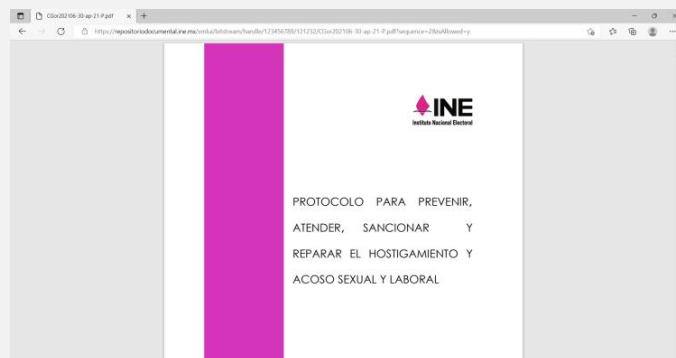 CGor202106-30-ap-21-P.pdf
https://repositoriodocumental.ine.mx/xmlui/bitstream/handle/123456789/121232/CGor202106-30-ap-21-P.pdf?sequence=2&isAllowed=y
INE
Instituto Nacional Electoral
PROTOCOLO PARA PREVENIR,
ATENDER, SANCIONAR Y
REPARAR EL HOSTIGAMIENTO Y
ACOSO SEXUAL Y LABORAL